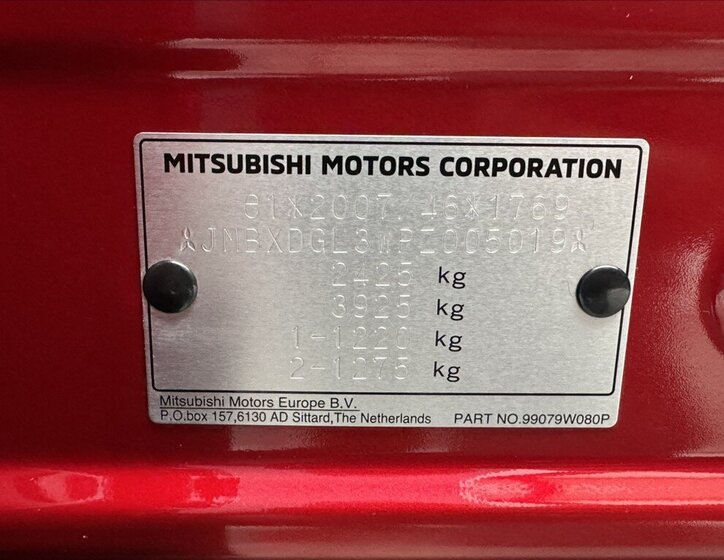 MITSUBISHI MOTORS CORPORATION
e1*2007/46*1769
JMBXDGL3WPZ005019
2425 kg
3925 kg
1-1220 kg
2-1275 kg
Mitsubishi Motors Europe B.V.
P.O.box 157,6130 AD Sittard,The Netherlands PART NO.99079W080P